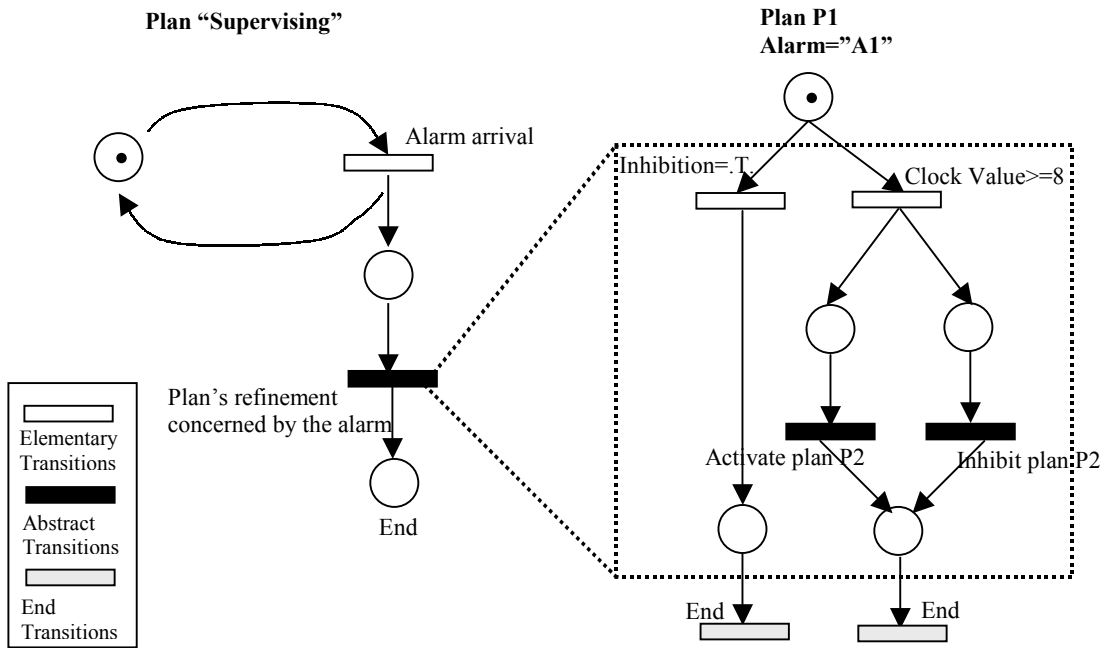 Plan “Supervising”
Plan P1
Alarm=”A1”
Alarm arrival
Inhibition=.T.
Clock Value>=8
Plan’s refinement
concerned by the alarm
Activate plan P2
Inhibit plan P2
End
End
End
Elementary
Transitions
Abstract
Transitions
End
Transitions